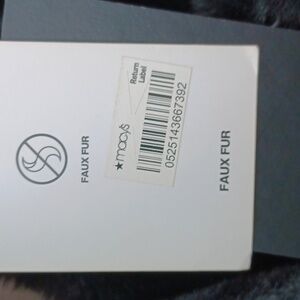 FAUX FUR
Return
Label
★macy's
0525143667392
FAUX FUR